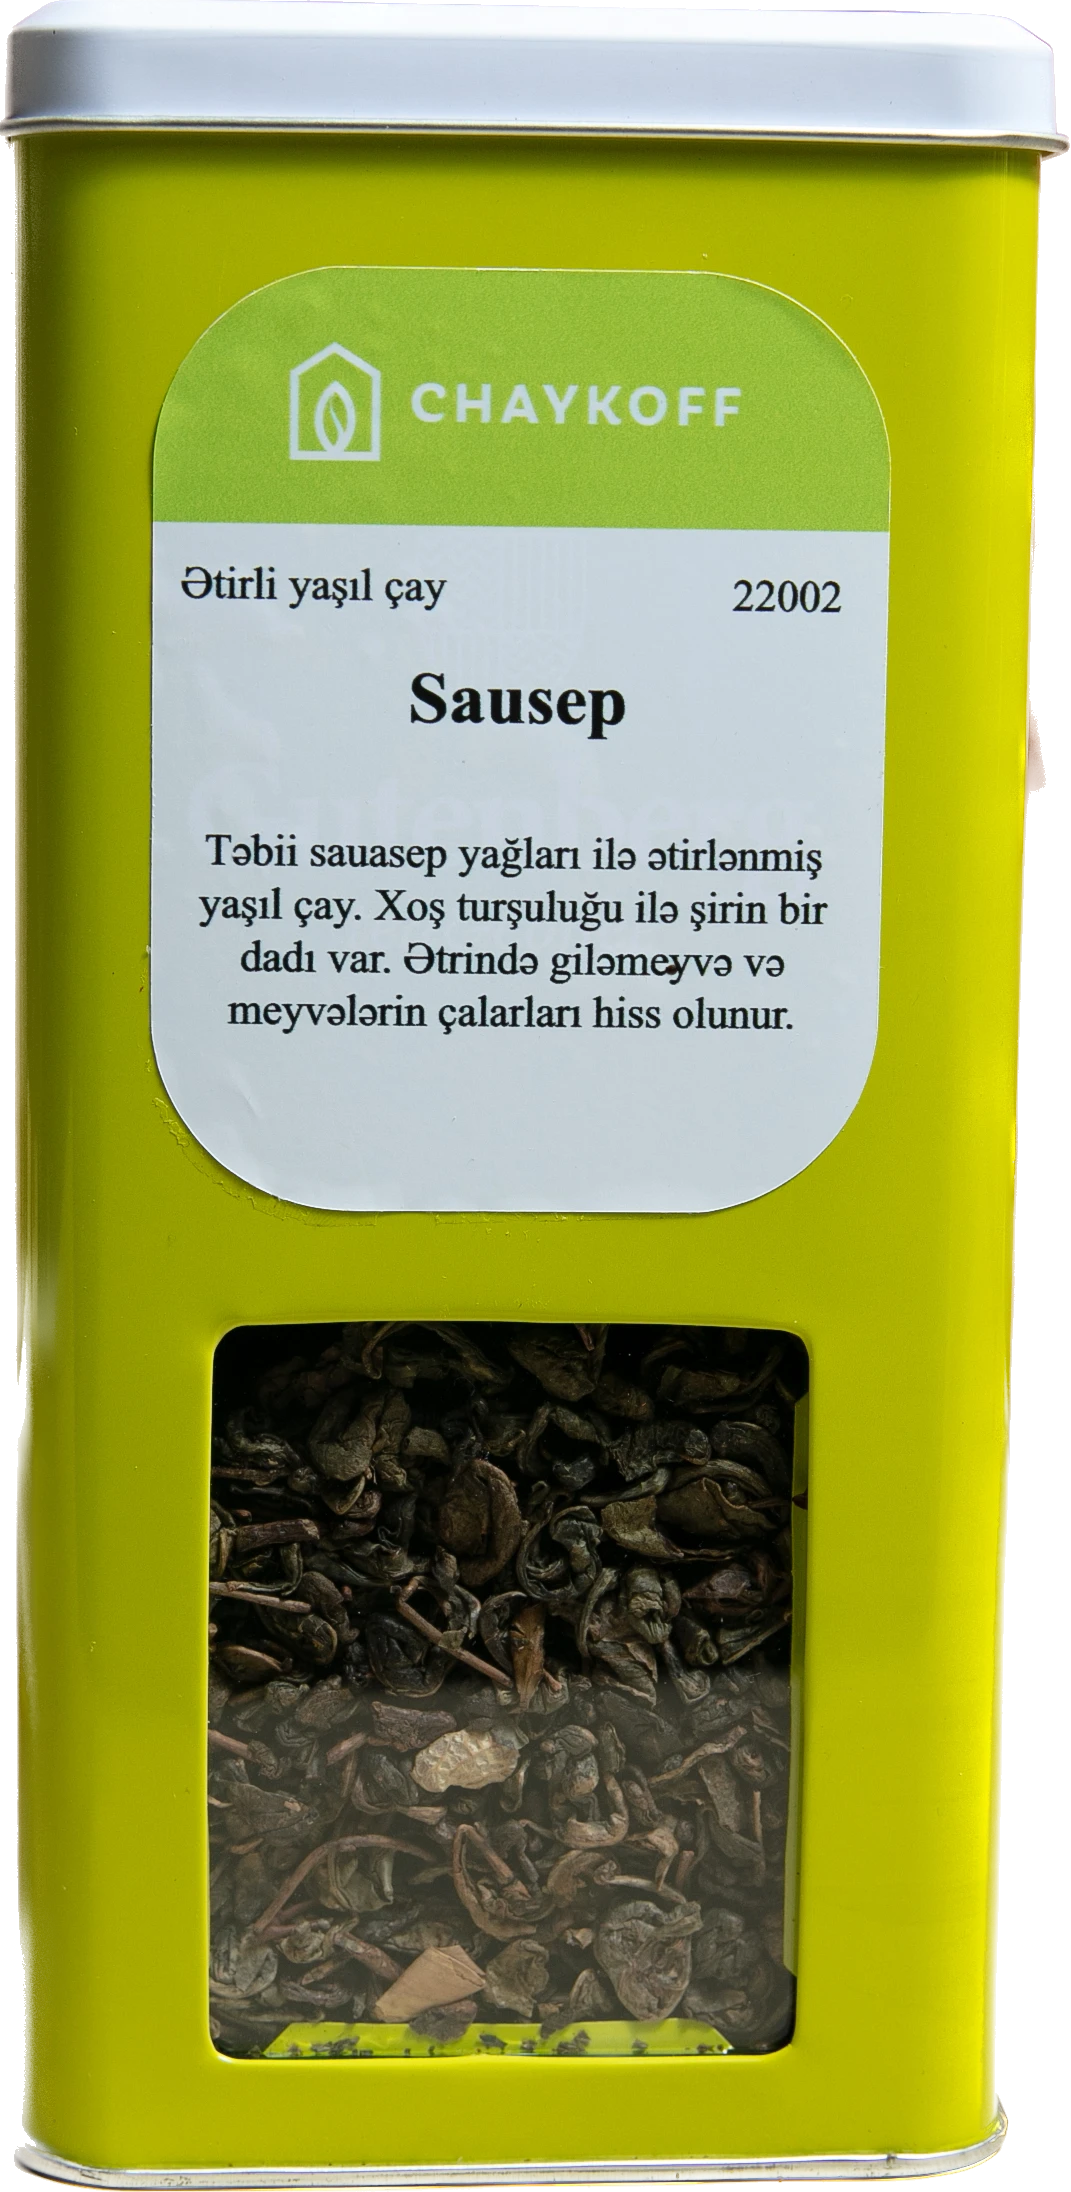 CHAYKOFF
Ətirli yaşıl çay 22002
Sausep
Təbii sauasep yağları ilə ətirlənmiş
yaşıl çay. Xoş turşuluğu ilə şirin bir
dadı var. Ətrində giləmeyvə və
meyvələrin çalarları hiss olunur.
Gutenberg